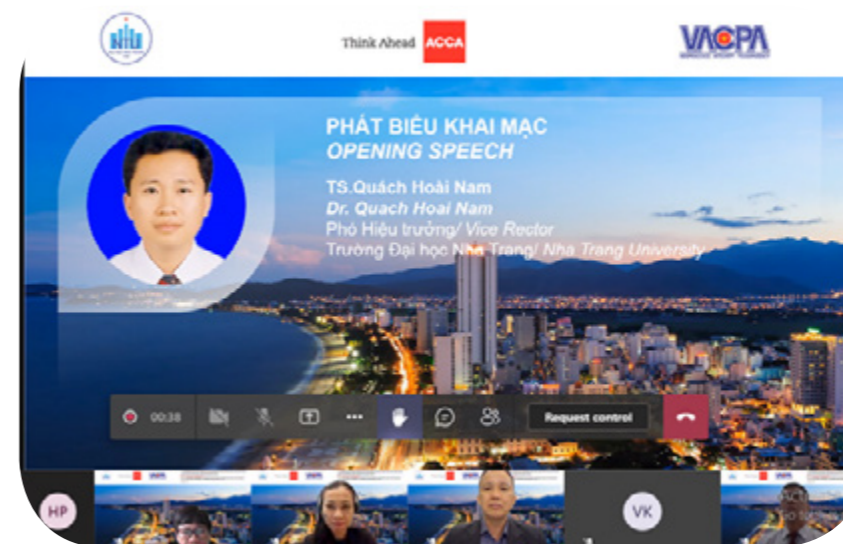 NTU
Think Ahead ACCA
VACPA
PHÁT BIỂU KHAI MẠC
OPENING SPEECH
TS.Quách Hoài Nam
Dr. Quach Hoai Nam
Phó Hiệu trưởng/ Vice Rector
Trường Đại học Nha Trang/ Nha Trang University
00:38
Request control
HP
VK